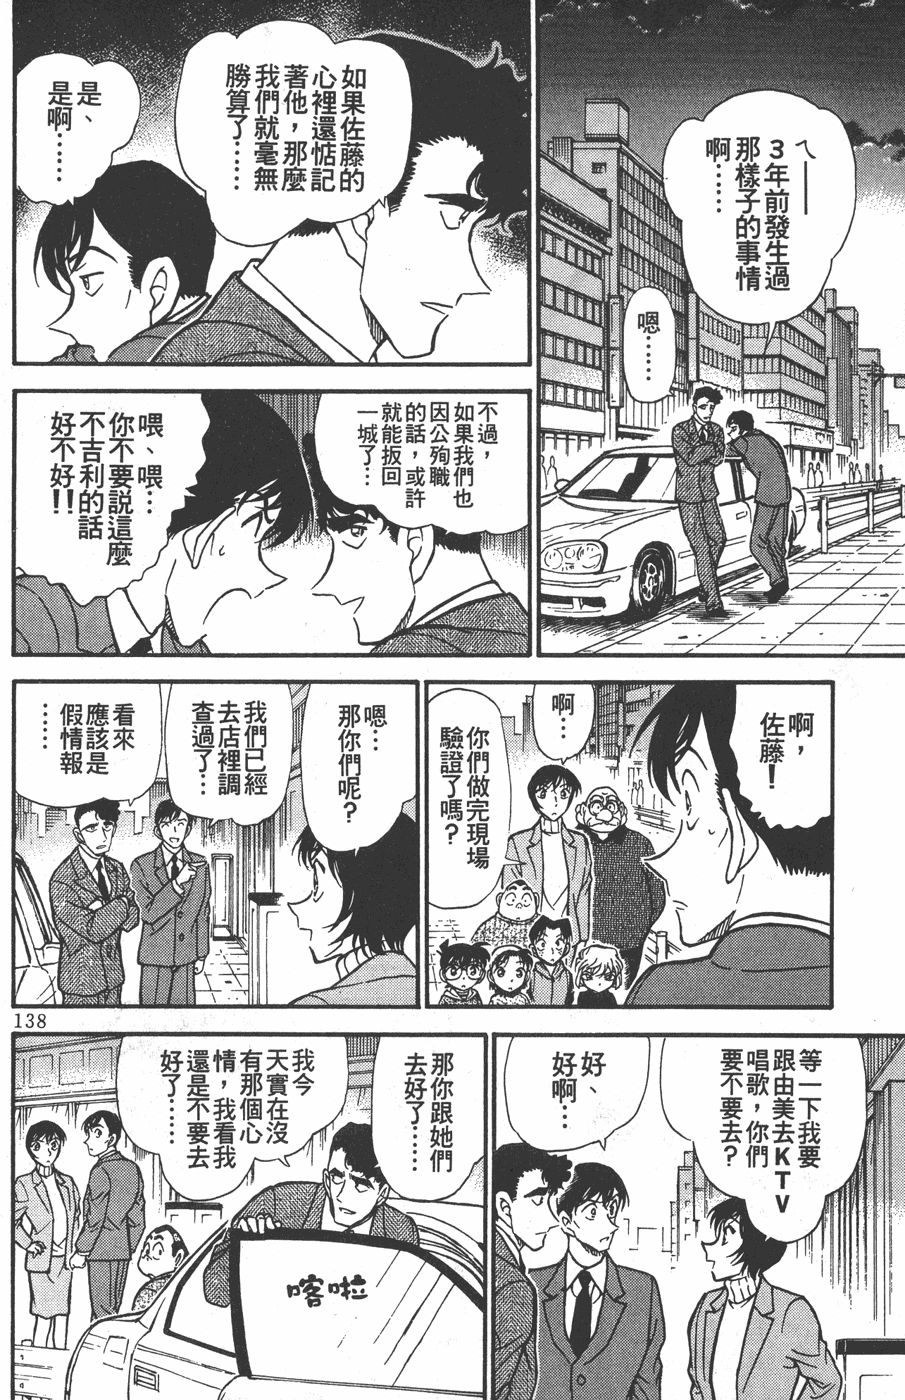 ㄟ——
3年前發生過
那樣子的事情
啊……
嗯……
如果佐藤的
心裡還惦記
著他，那麼
我們就毫無
勝算了……
是、
是啊……
不過，
如果我們也
因公殉職
的話，或許
就能扳回
一城了…
喂、喂…
你不要說這麼
不吉利的話
好不好!!
啊，
佐藤！
啊…
你們做完現場
驗證了嗎？
嗯…
那你們呢？
我們已經
去店裡調
查過了…
看來
應該是
假情報
……
138
等一下我要
跟由美去KTV
唱歌，你們
要不要去？
好、
好啊…
那你跟她們
去好了……
我今
天實在沒
有那個心
情，我看我
還是不要去
好了……
喀啦